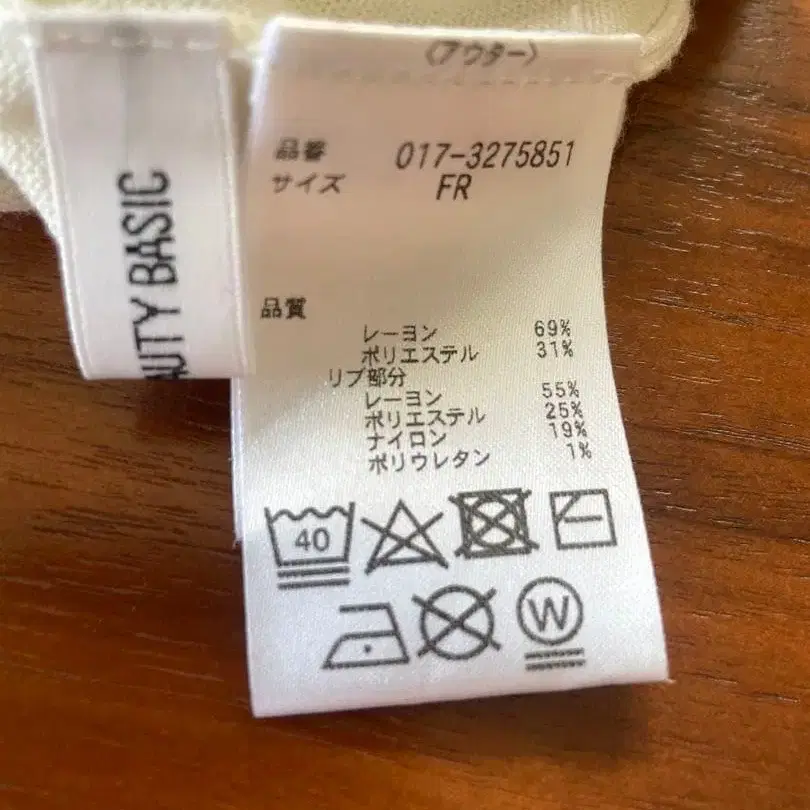 〈アウター〉
品番 017-3275851
サイズ FR
品質
レーヨン 69%
ポリエステル 31%
リブ部分
レーヨン 55%
ポリエステル 25%
ナイロン 19%
ポリウレタン 1%
40
W
AUTY BASIC